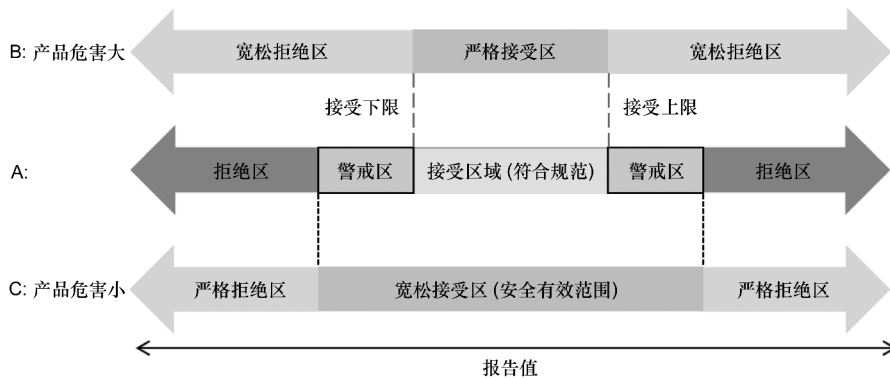 B: 产品危害大
宽松拒绝区
严格接受区
宽松拒绝区
接受下限
接受上限
A:
拒绝区
警戒区
接受区域 (符合规范)
警戒区
拒绝区
C: 产品危害小
严格拒绝区
宽松接受区 (安全有效范围)
严格拒绝区
报告值